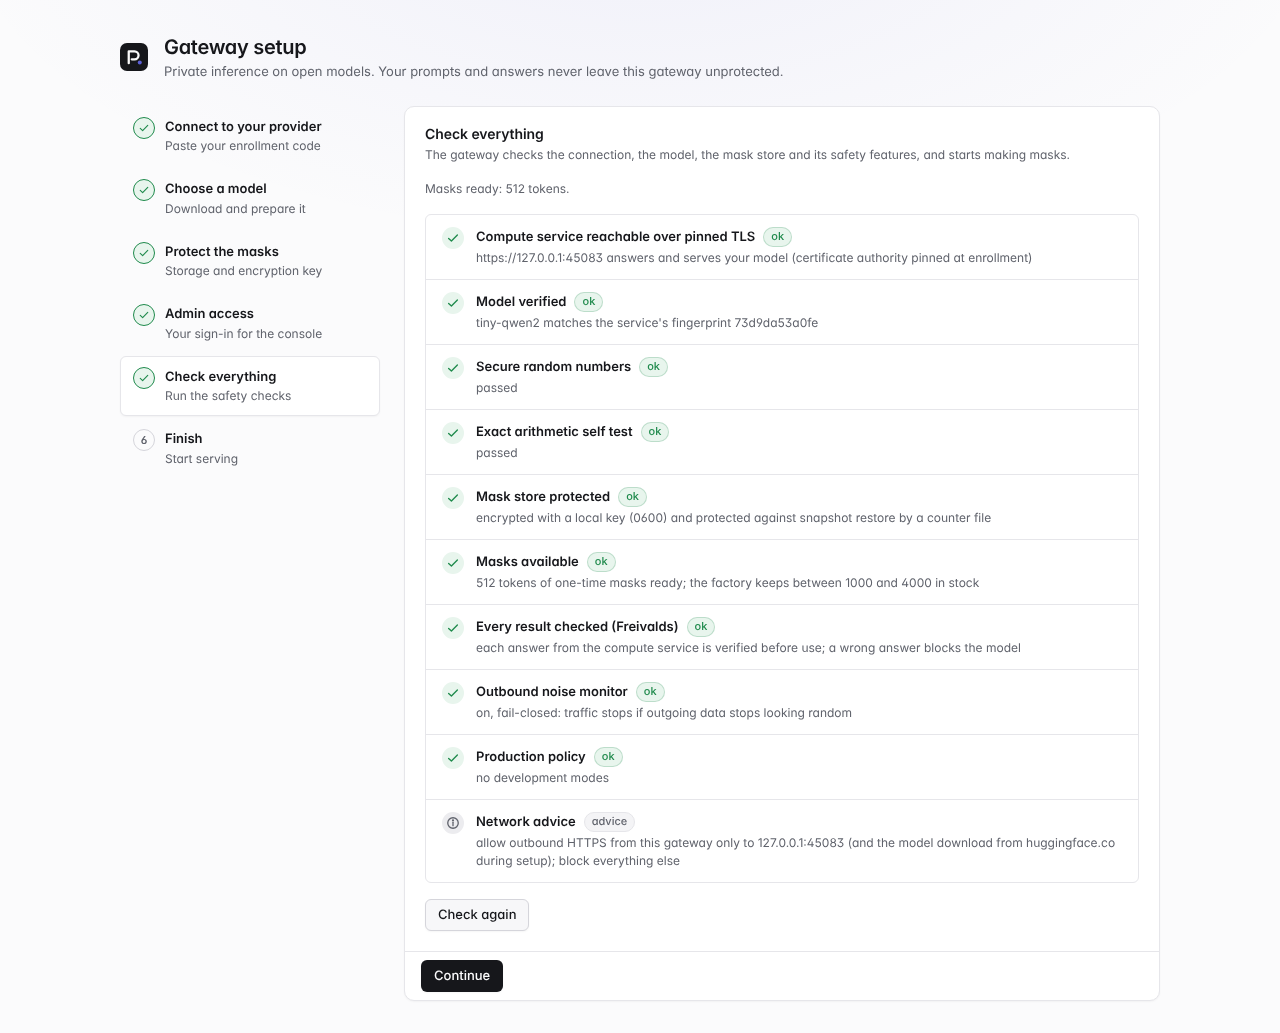 P.
Gateway setup
Private inference on open models. Your prompts and answers never leave this gateway unprotected.
Connect to your provider
Paste your enrollment code
Choose a model
Download and prepare it
Protect the masks
Storage and encryption key
Admin access
Your sign-in for the console
Check everything
Run the safety checks
6
Finish
Start serving
Check everything
The gateway checks the connection, the model, the mask store and its safety features, and starts making masks.
Masks ready: 512 tokens.
Compute service reachable over pinned TLS ok
https://127.0.0.1:45083 answers and serves your model (certificate authority pinned at enrollment)
Model verified ok
tiny-qwen2 matches the service's fingerprint 73d9da53a0fe
Secure random numbers ok
passed
Exact arithmetic self test ok
passed
Mask store protected ok
encrypted with a local key (0600) and protected against snapshot restore by a counter file
Masks available ok
512 tokens of one-time masks ready; the factory keeps between 1000 and 4000 in stock
Every result checked (Freivalds) ok
each answer from the compute service is verified before use; a wrong answer blocks the model
Outbound noise monitor ok
on, fail-closed: traffic stops if outgoing data stops looking random
Production policy ok
no development modes
Network advice advice
allow outbound HTTPS from this gateway only to 127.0.0.1:45083 (and the model download from huggingface.co
during setup); block everything else
Check again
Continue